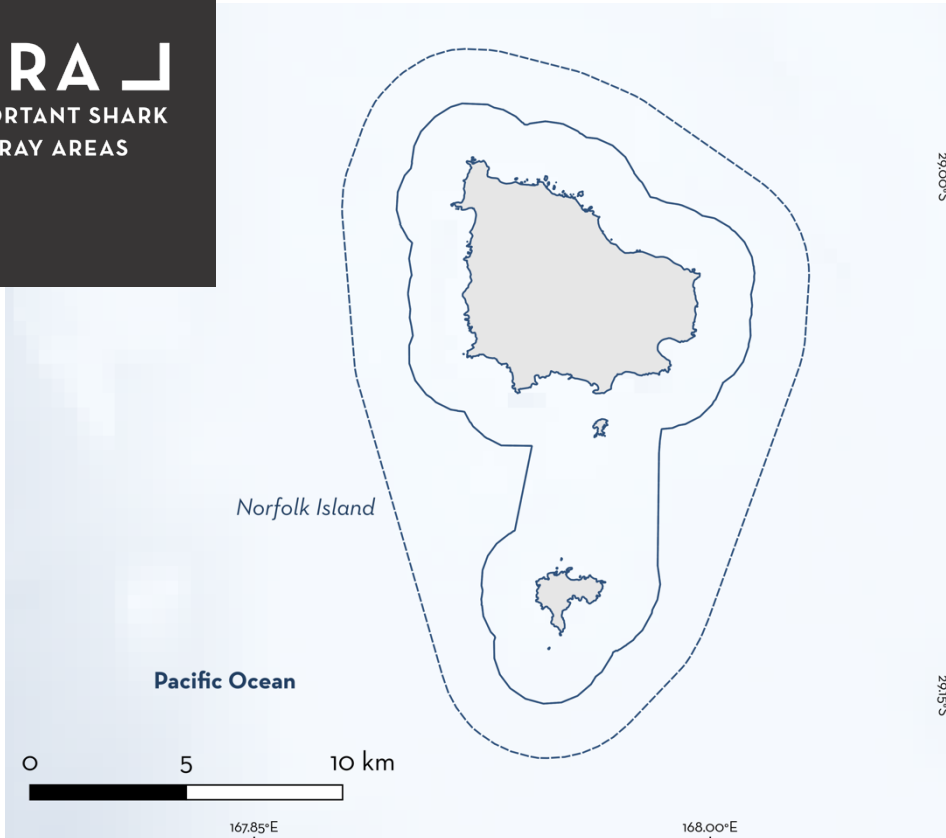 RA
PORTANT SHARK
RAY AREAS
29.00°S
Norfolk Island
Pacific Ocean
29.15°S
0 5 10 km
167.85°E 168.00°E